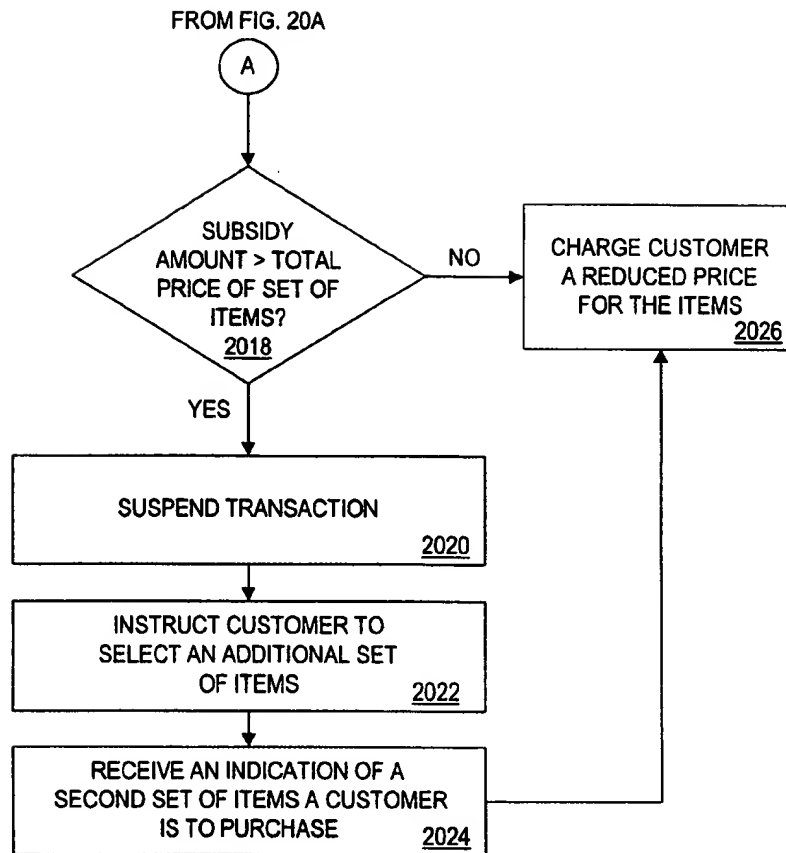 FROM FIG. 20A
A
SUBSIDY
AMOUNT > TOTAL
PRICE OF SET OF
ITEMS?
2018
NO
CHARGE CUSTOMER
A REDUCED PRICE
FOR THE ITEMS
2026
YES
SUSPEND TRANSACTION
2020
INSTRUCT CUSTOMER TO
SELECT AN ADDITIONAL SET
OF ITEMS
2022
RECEIVE AN INDICATION OF A
SECOND SET OF ITEMS A CUSTOMER
IS TO PURCHASE
2024